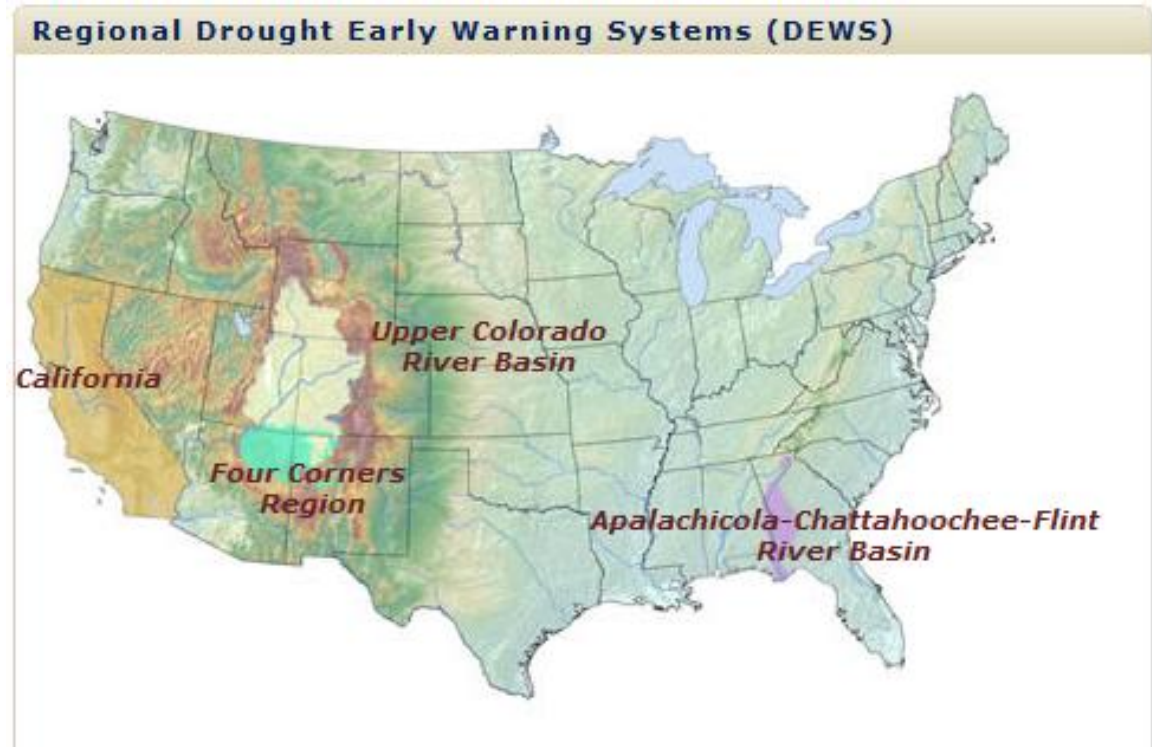 Regional Drought Early Warning Systems (DEWS)
Upper Colorado
River Basin
California
Four Corners
Region
Apalachicola-Chattahoochee-Flint
River Basin